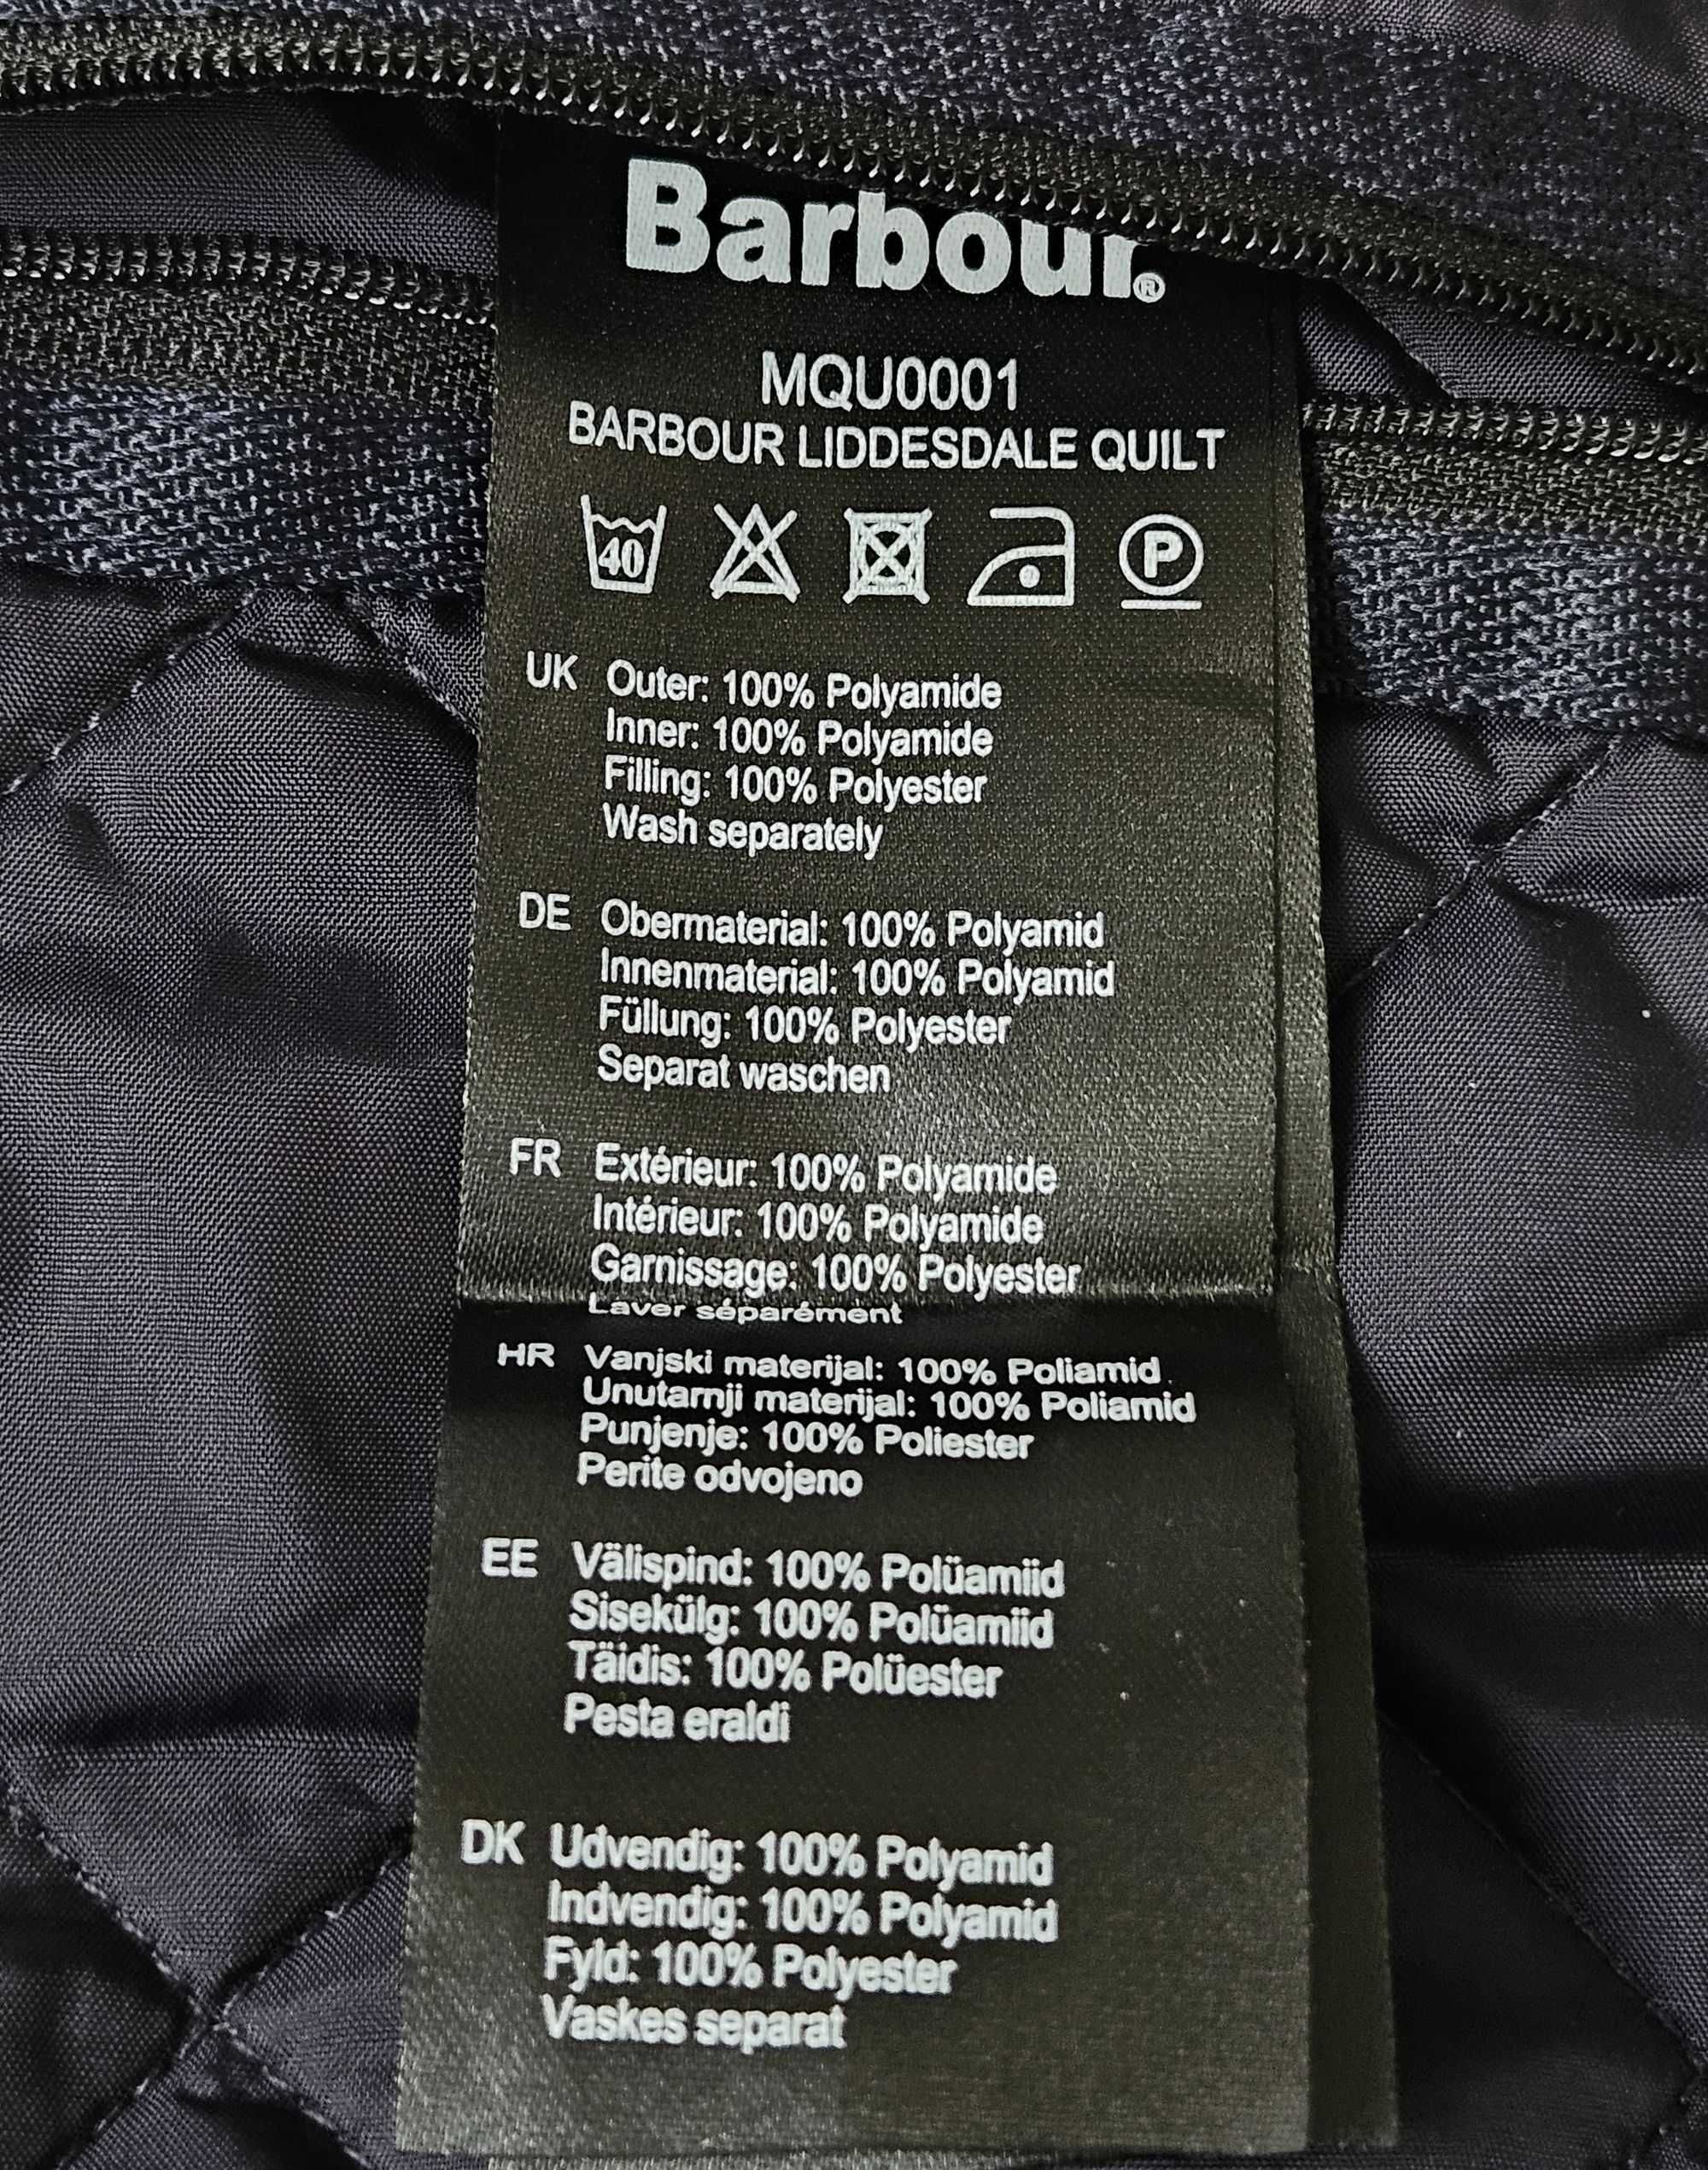 Barbour®
MQU0001
BARBOUR LIDDESDALE QUILT
40 P
UK Outer: 100% Polyamide
Inner: 100% Polyamide
Filling: 100% Polyester
Wash separately
DE Obermaterial: 100% Polyamid
Innenmaterial: 100% Polyamid
Füllung: 100% Polyester
Separat waschen
FR Extérieur: 100% Polyamide
Intérieur: 100% Polyamide
Garnissage: 100% Polyester
Laver séparément
HR Vanjski materijal: 100% Poliamid
Unutarnji materijal: 100% Poliamid
Punjenje: 100% Poliester
Perite odvojeno
EE Välispind: 100% Polüamiid
Sisekülg: 100% Polüamiid
Täidis: 100% Polüester
Pesta eraldi
DK Udvendig: 100% Polyamid
Indvendig: 100% Polyamid
Fyld: 100% Polyester
Vaskes separat